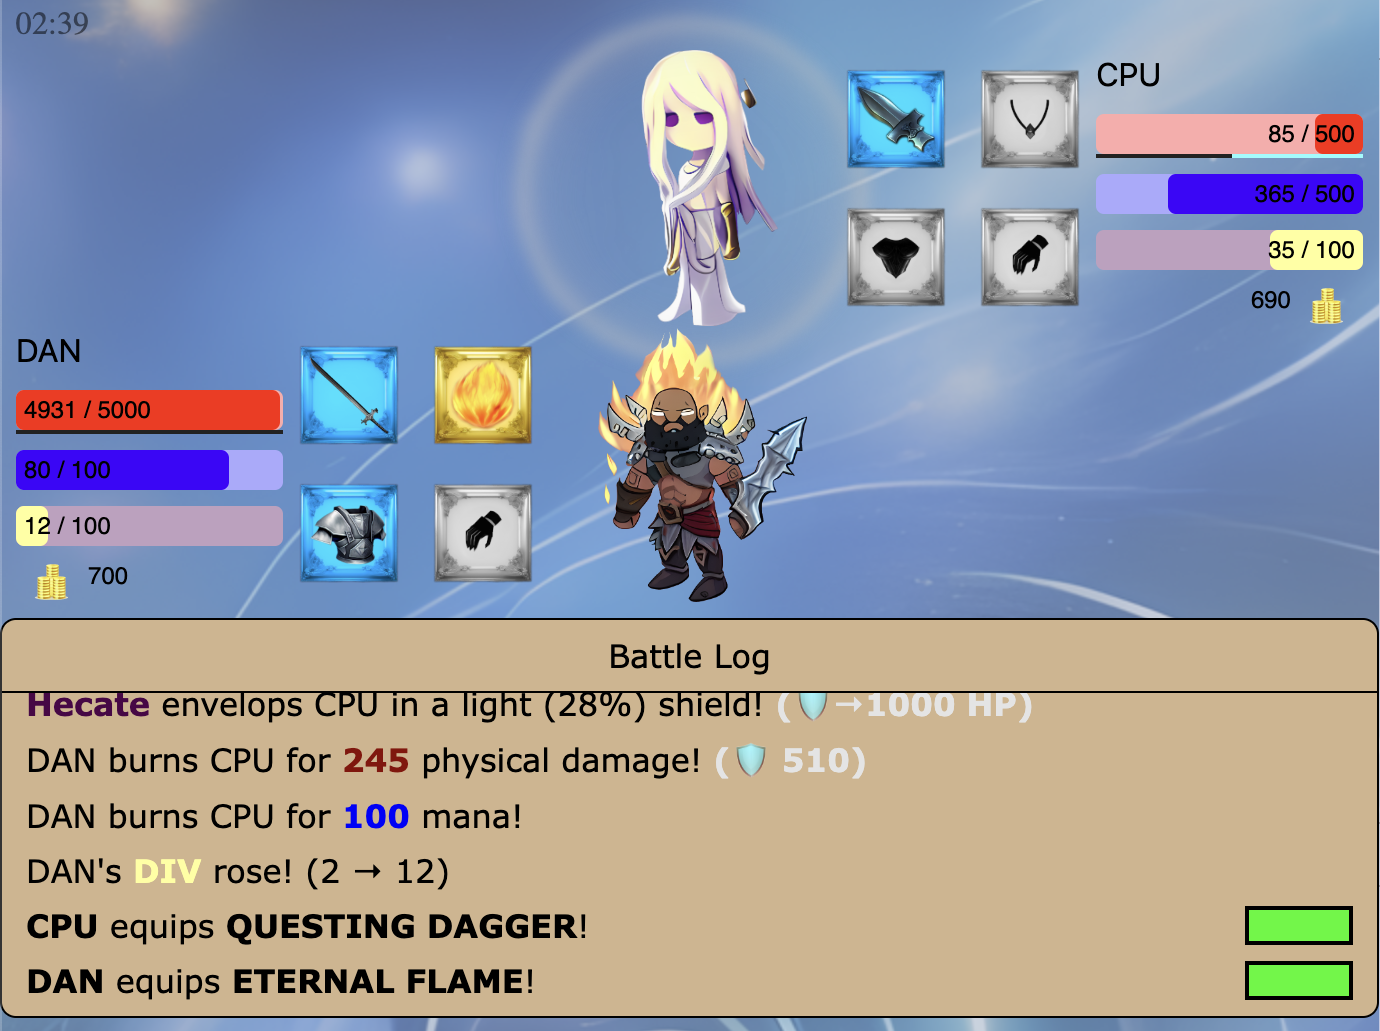 02:39
CPU
85 / 500
365 / 500
35 / 100
690
DAN
4931 / 5000
80 / 100
12 / 100
700
Battle Log
Hecate envelops CPU in a light (28%) shield! (🛡→1000 HP)
DAN burns CPU for 245 physical damage! (🛡 510)
DAN burns CPU for 100 mana!
DAN's DIV rose! (2 → 12)
CPU equips QUESTING DAGGER!
DAN equips ETERNAL FLAME!